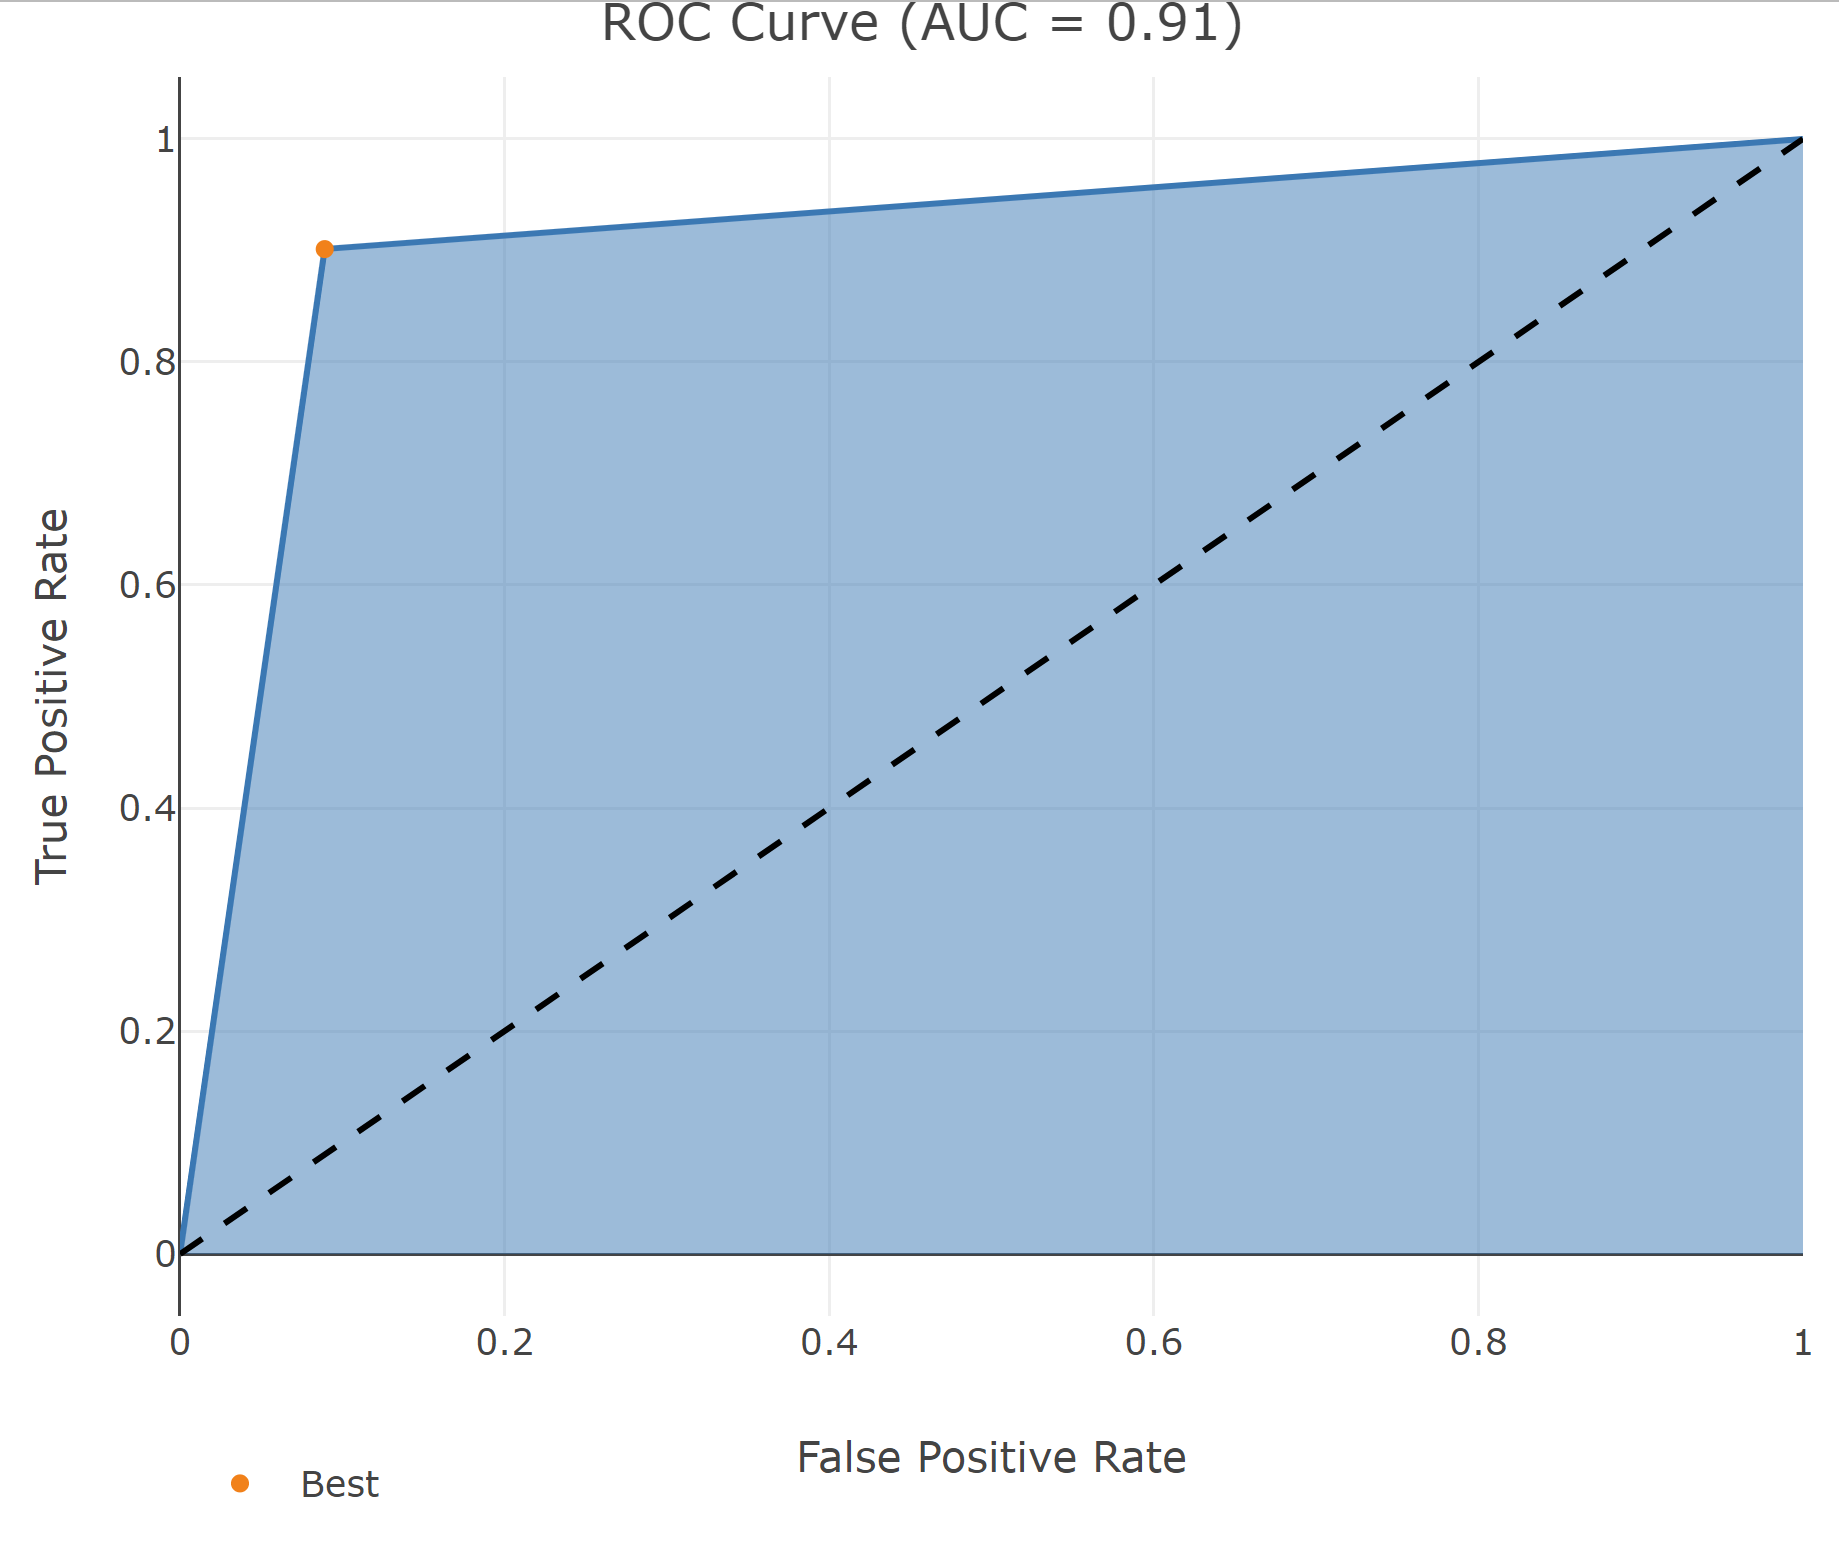 ROC Curve (AUC = 0.91)
True Positive Rate
1
0.8
0.6
0.4
0.2
0
0 0.2 0.4 0.6 0.8 1
False Positive Rate
Best